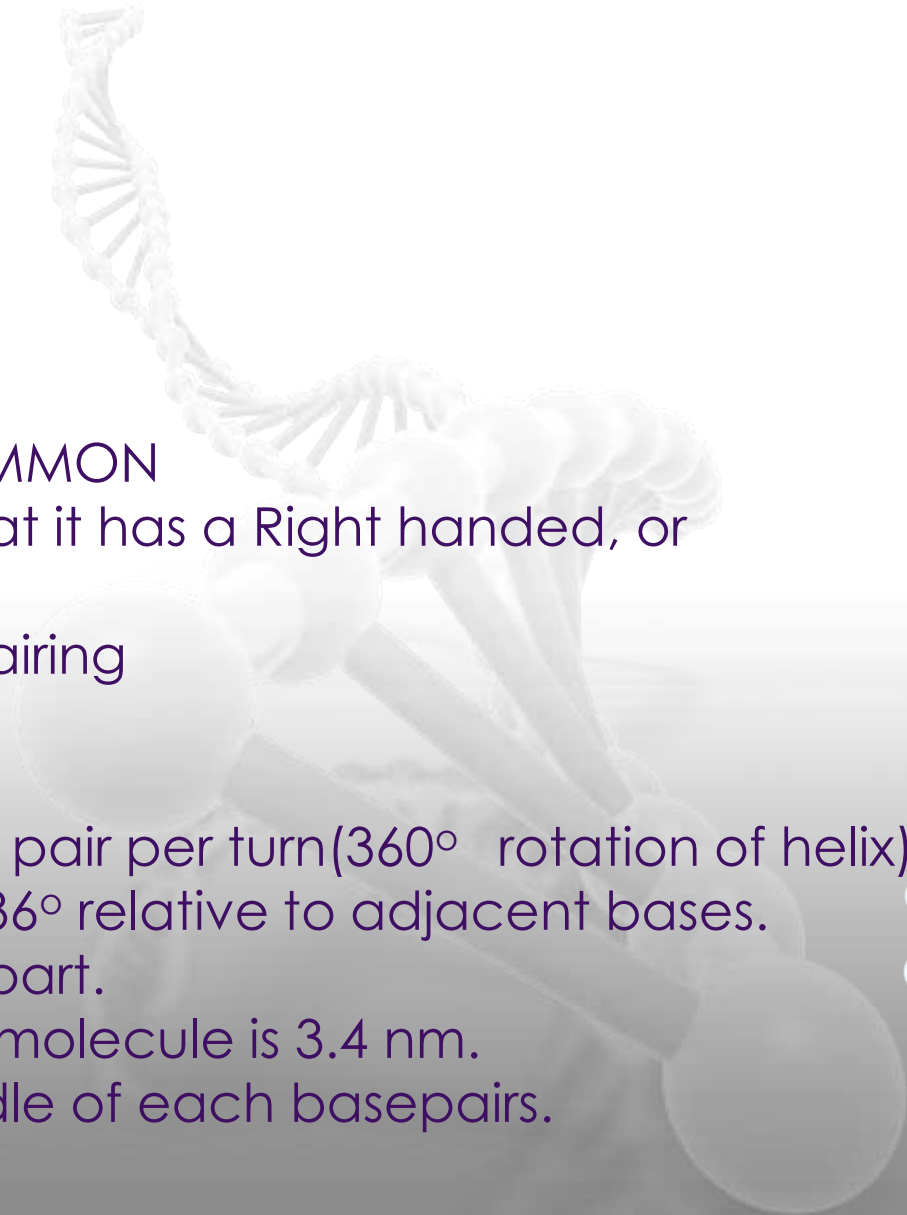 MMON
at it has a Right handed, or
airing
pair per turn(360° rotation of helix)
36° relative to adjacent bases.
part.
molecule is 3.4 nm.
dle of each basepairs.